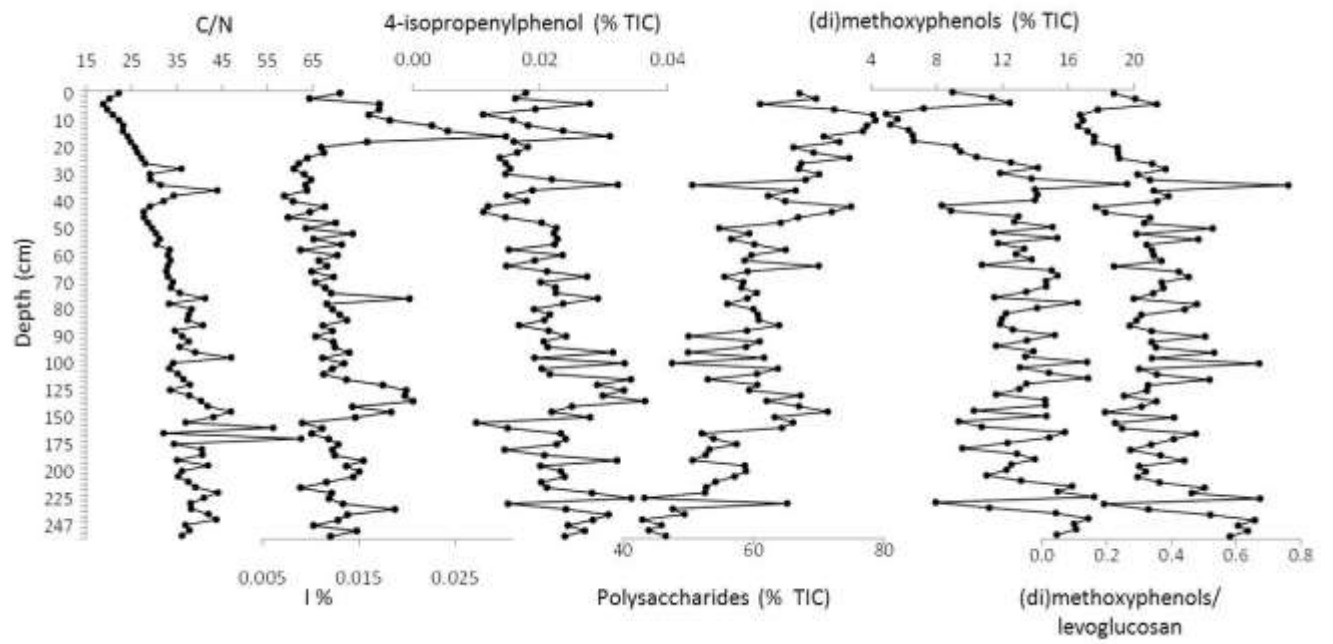 C/N 4-isopropenylphenol (% TIC) (di)methoxyphenols (% TIC)
15 25 35 45 55 65 0.00 0.02 0.04 4 8 12 16 20
Depth (cm)
0
10
20
30
40
50
60
70
80
90
100
125
150
175
200
225
247
0.005 0.015 0.025 40 60 80 0.0 0.2 0.4 0.6 0.8
I % Polysaccharides (% TIC) (di)methoxyphenols/
levoglucosan